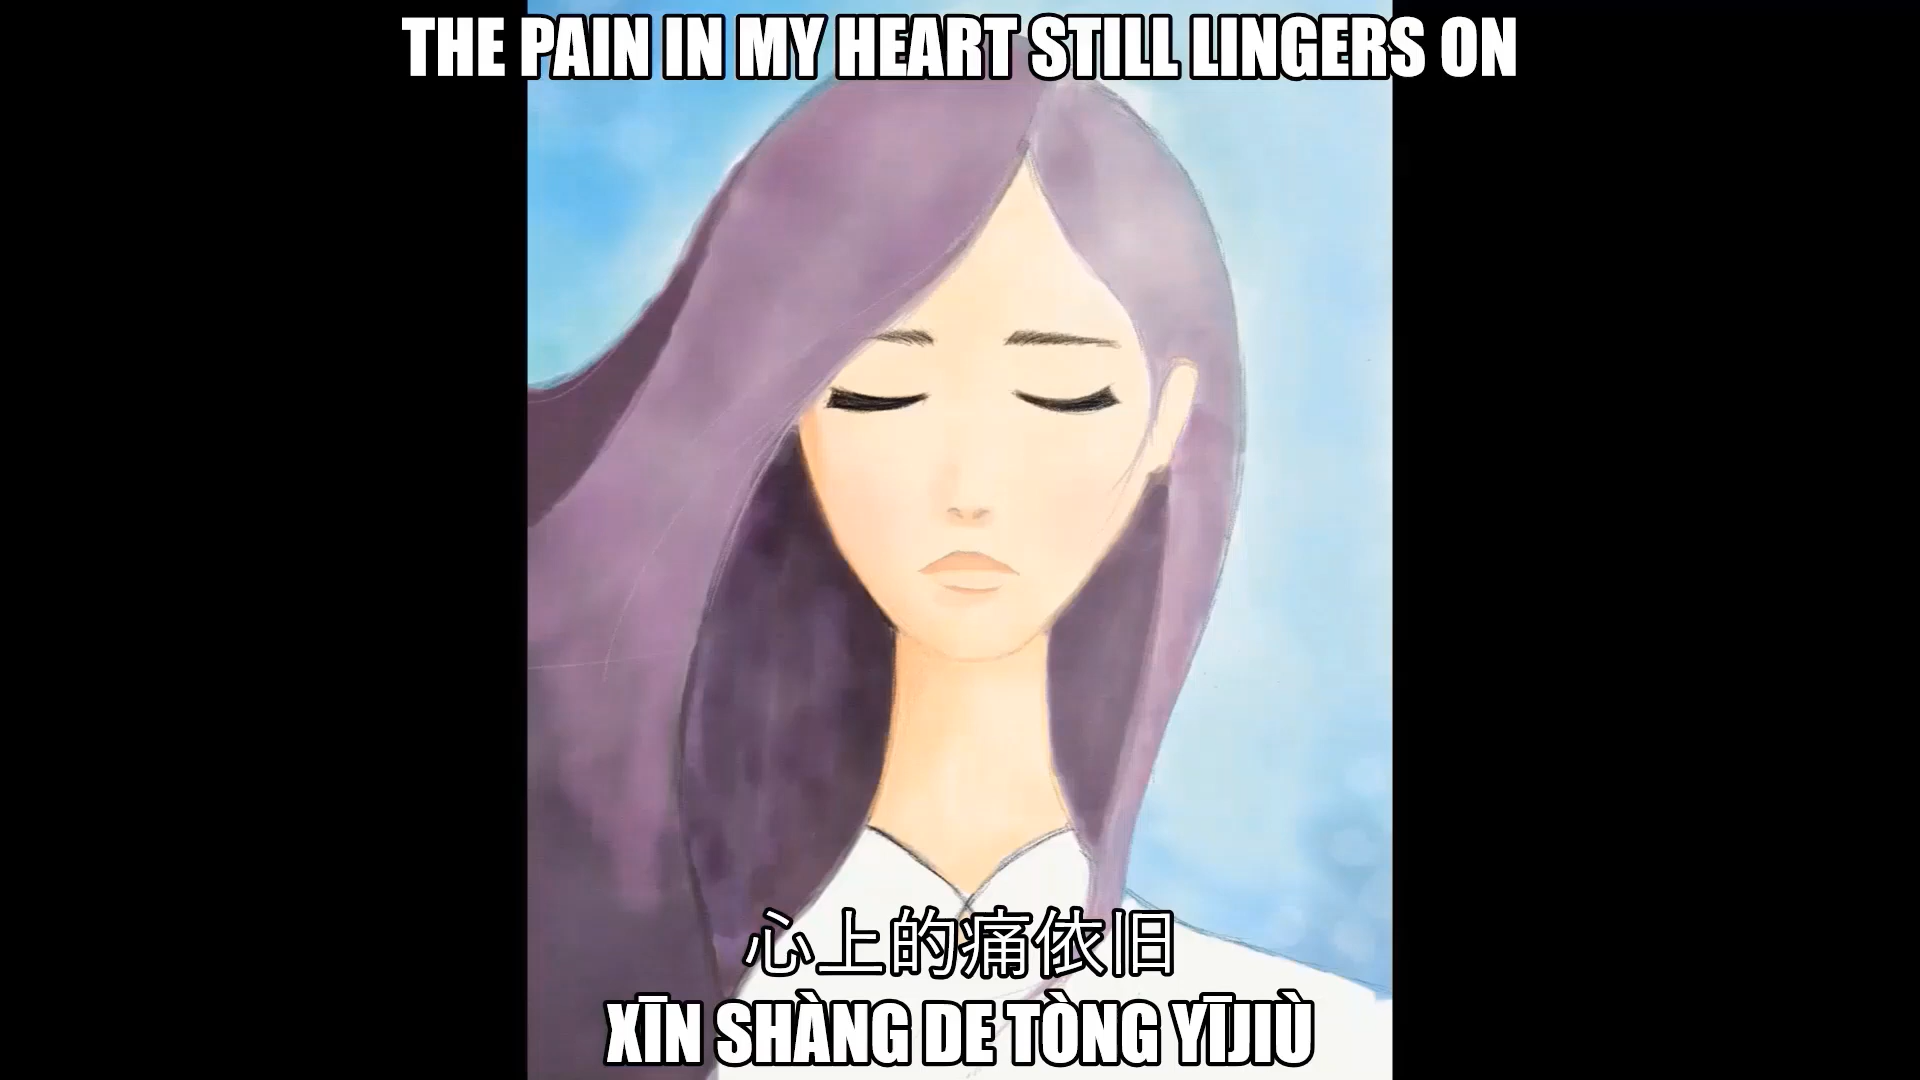 THE PAIN IN MY HEART STILL LINGERS ON
心上的痛依旧
XĪN SHÀNG DE TÒNG YĪJIÙ